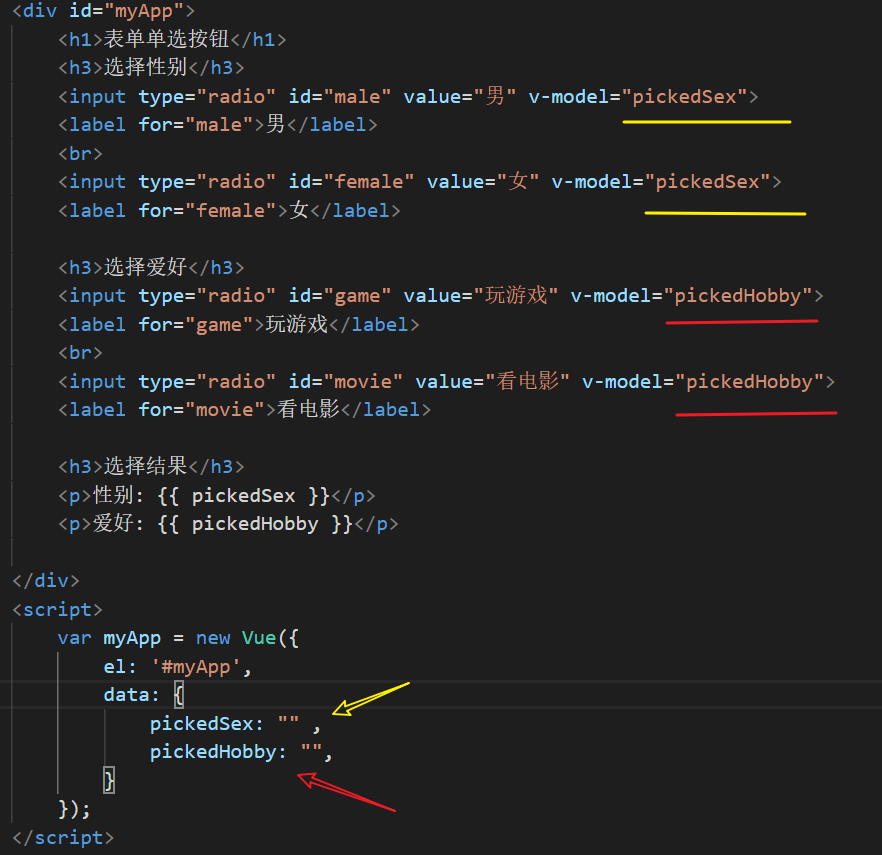 <div id="myApp">
<h1>表单单选按钮</h1>
<h3>选择性别</h3>
<input type="radio" id="male" value="男" v-model="pickedSex">
<label for="male">男</label>
<br>
<input type="radio" id="female" value="女" v-model="pickedSex">
<label for="female">女</label>
<h3>选择爱好</h3>
<input type="radio" id="game" value="玩游戏" v-model="pickedHobby">
<label for="game">玩游戏</label>
<br>
<input type="radio" id="movie" value="看电影" v-model="pickedHobby">
<label for="movie">看电影</label>
<h3>选择结果</h3>
<p>性别: {{ pickedSex }}</p>
<p>爱好: {{ pickedHobby }}</p>
</div>
<script>
var myApp = new Vue({
el: '#myApp',
data: {
pickedSex: "" ,
pickedHobby: "",
}
});
</script>